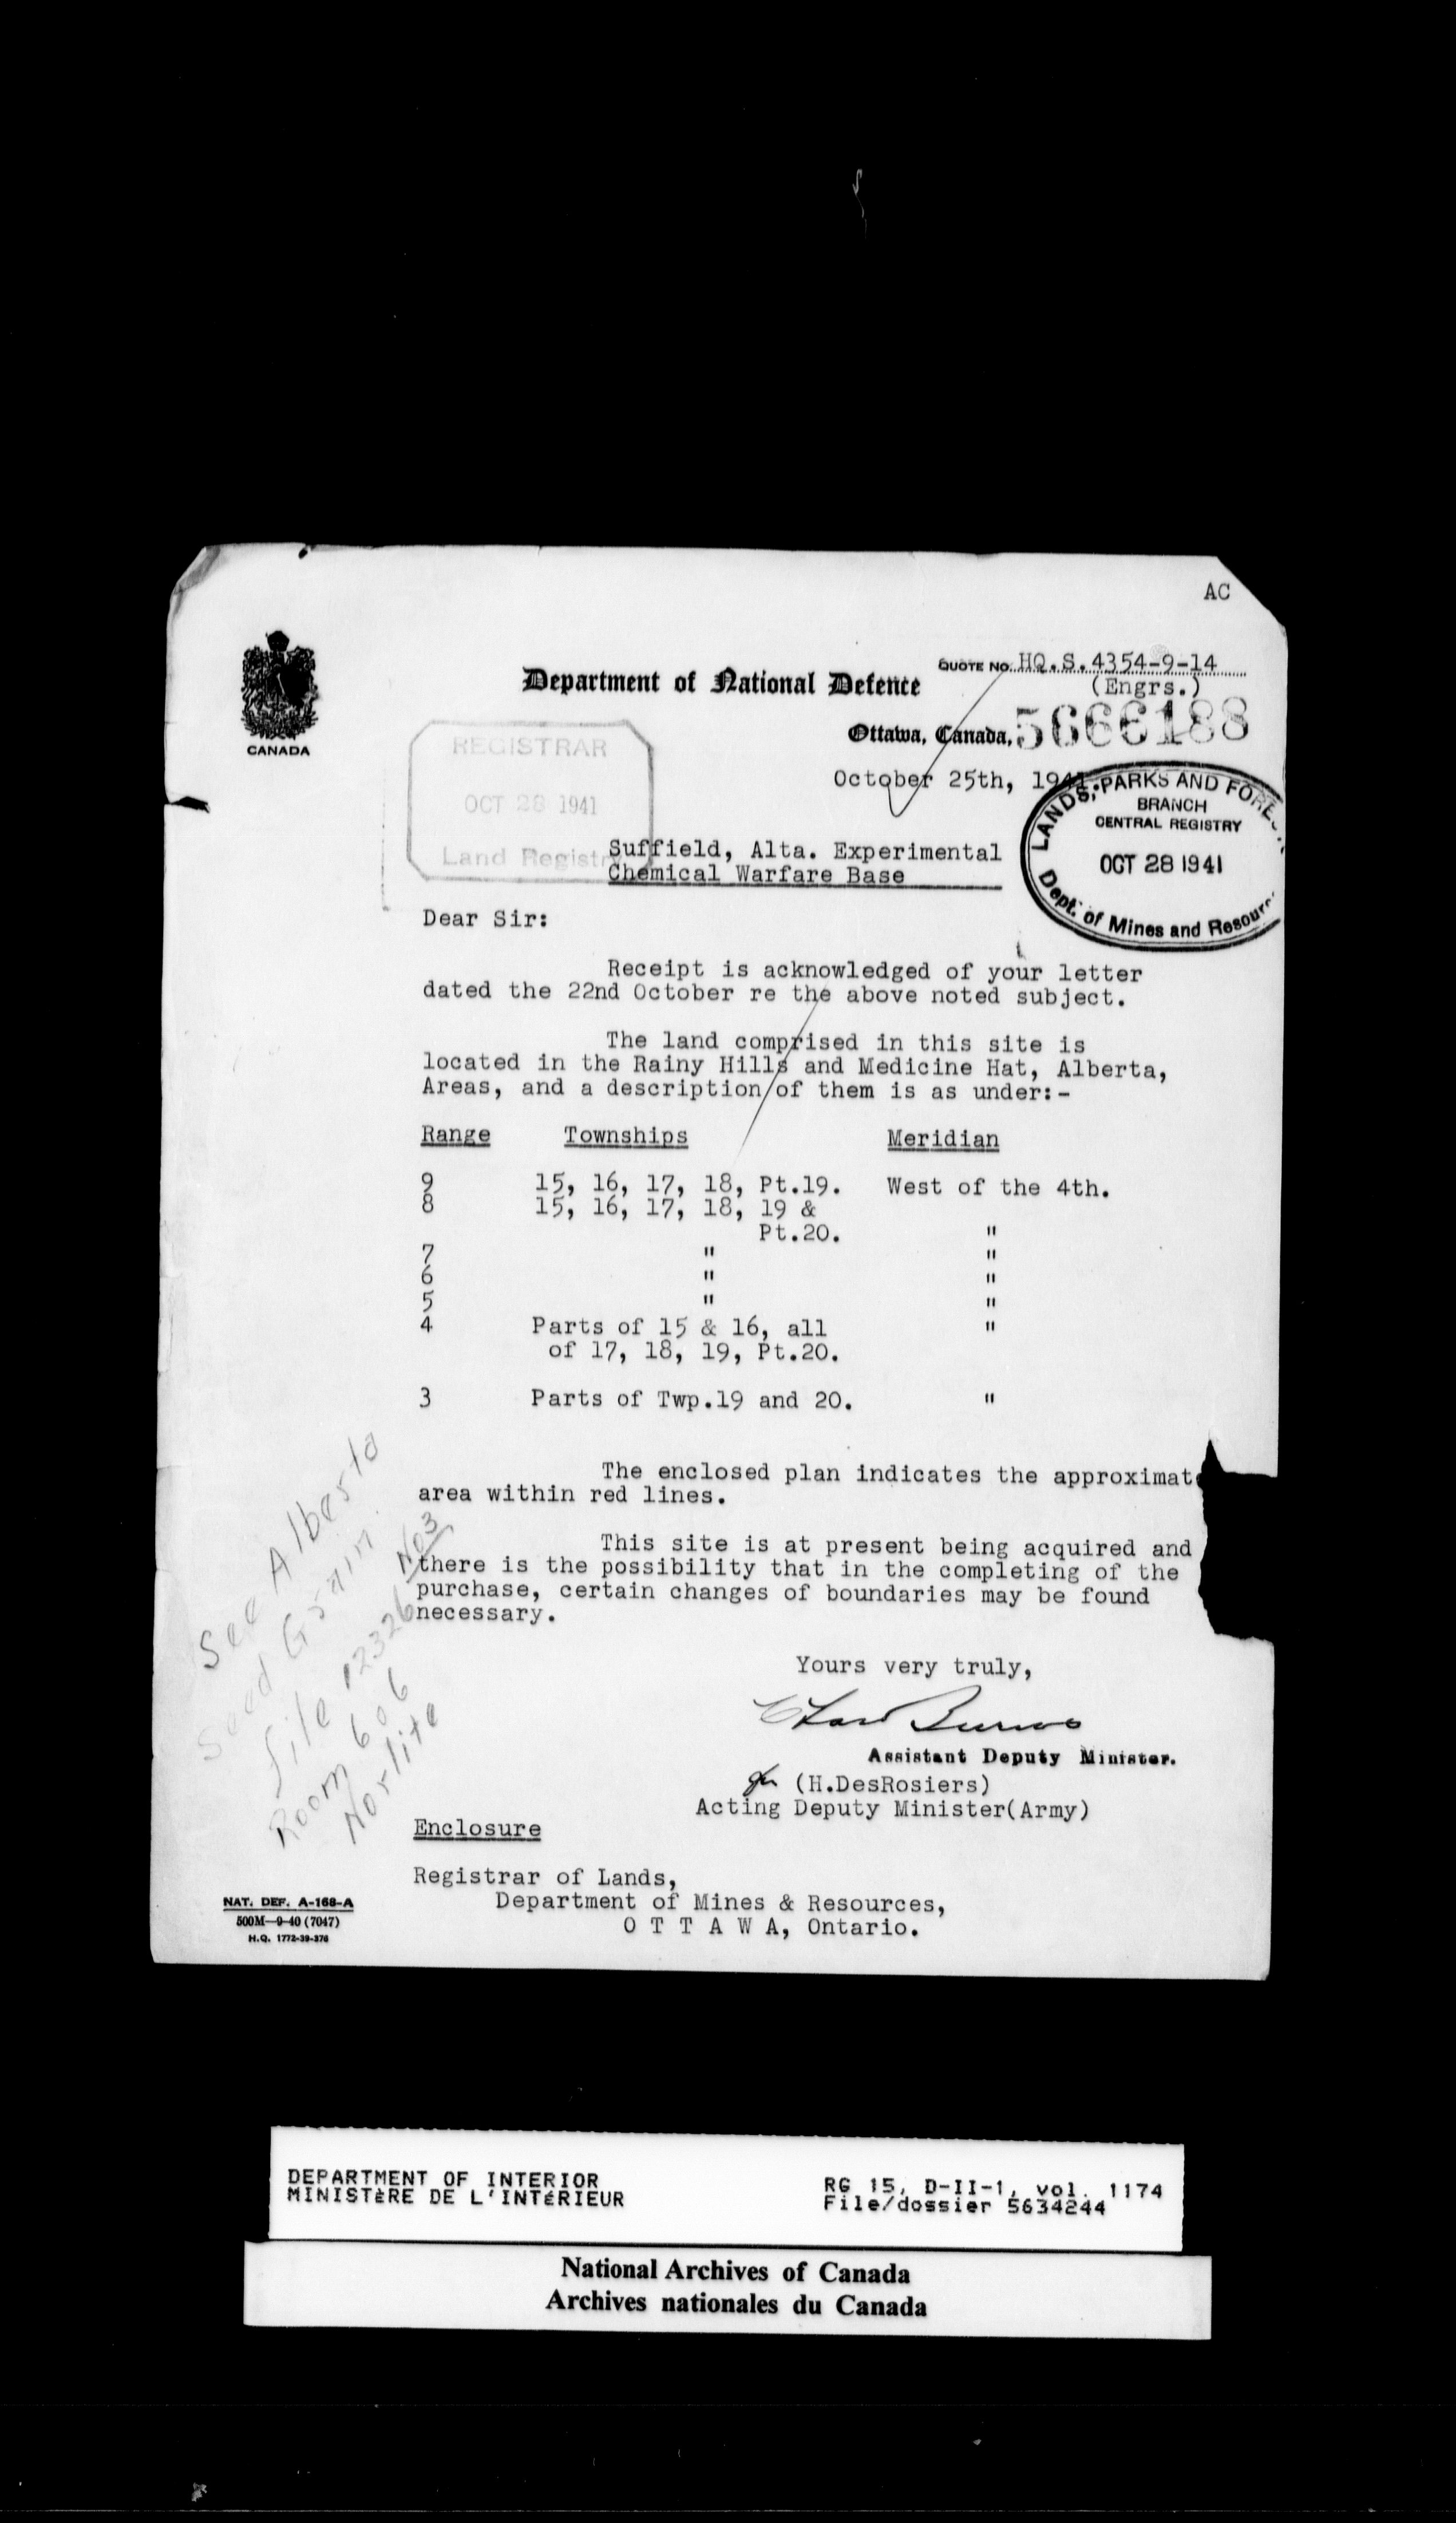 AC
QUOTE NO. HQ.S.4354-9-14
(Engrs.)
Department of National Defence
CANADA
Ottawa, Canada, 5666188
October 25th, 1941.
REGISTRAR
OCT 28 1941
Land Registry
LANDS, PARKS AND FORE
BRANCH
CENTRAL REGISTRY
OCT 28 1941
Dept. of Mines and Resour
Suffield, Alta. Experimental
Chemical Warfare Base
Dear Sir:
Receipt is acknowledged of your letter
dated the 22nd October re the above noted subject.
The land comprised in this site is
located in the Rainy Hills and Medicine Hat, Alberta,
Areas, and a description of them is as under:-
Range Townships Meridian
9 15, 16, 17, 18, Pt.19. West of the 4th.
8 15, 16, 17, 18, 19 &
Pt.20. "
7 " "
6 " "
5 " "
4 Parts of 15 & 16, all "
of 17, 18, 19, Pt.20.
3 Parts of Twp.19 and 20. "
The enclosed plan indicates the approximate
area within red lines.
This site is at present being acquired and
there is the possibility that in the completing of the
purchase, certain changes of boundaries may be found
necessary.
See Alberta
Seed Grain
file 12326 No3
Room 606
Norlite
Yours very truly,
Assistant Deputy Minister.
for (H.DesRosiers)
Acting Deputy Minister(Army)
Enclosure
Registrar of Lands,
Department of Mines & Resources,
O T T A W A, Ontario.
NAT. DEF. A-168-A
500M—9-40 (7047)
H.Q. 1772-39-376
DEPARTMENT OF INTERIOR
MINISTÈRE DE L'INTÉRIEUR
RG 15, D-II-1, vol. 1174
File/dossier 5634244
National Archives of Canada
Archives nationales du Canada